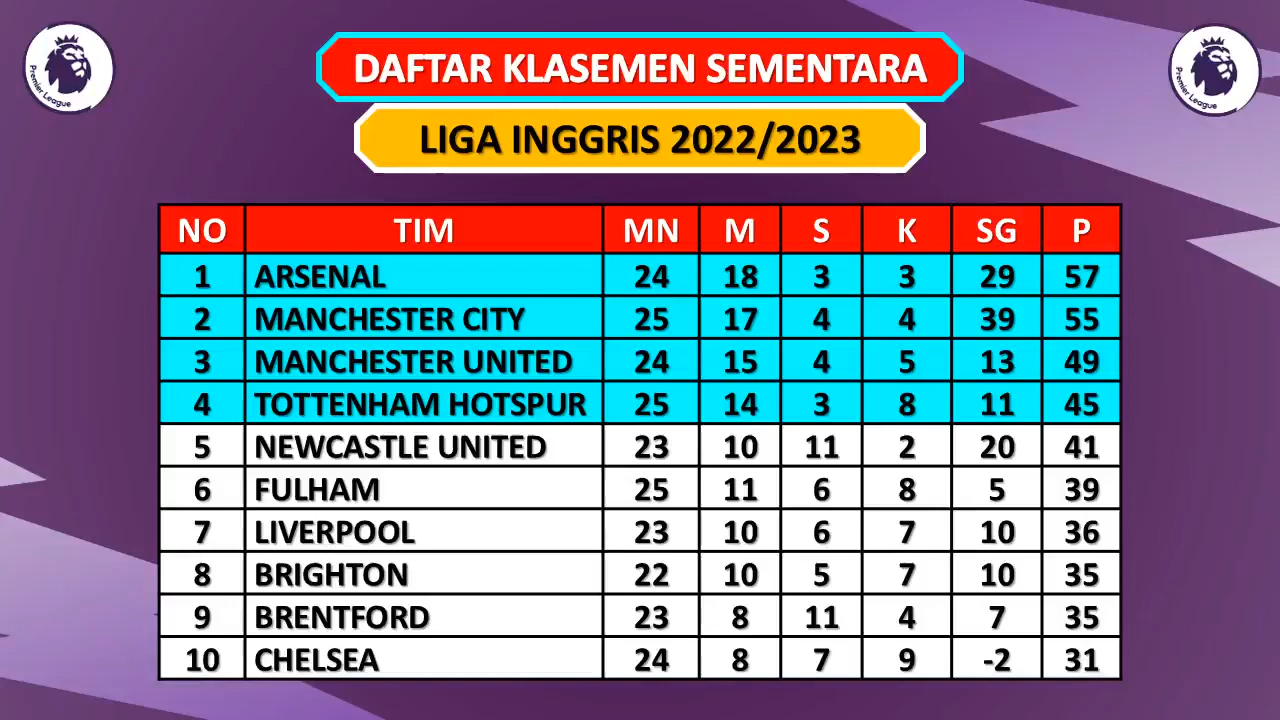 Premier League
Premier League
DAFTAR KLASEMEN SEMENTARA
LIGA INGGRIS 2022/2023
NO TIM MN M S K SG P
1 ARSENAL 24 18 3 3 29 57
2 MANCHESTER CITY 25 17 4 4 39 55
3 MANCHESTER UNITED 24 15 4 5 13 49
4 TOTTENHAM HOTSPUR 25 14 3 8 11 45
5 NEWCASTLE UNITED 23 10 11 2 20 41
6 FULHAM 25 11 6 8 5 39
7 LIVERPOOL 23 10 6 7 10 36
8 BRIGHTON 22 10 5 7 10 35
9 BRENTFORD 23 8 11 4 7 35
10 CHELSEA 24 8 7 9 -2 31